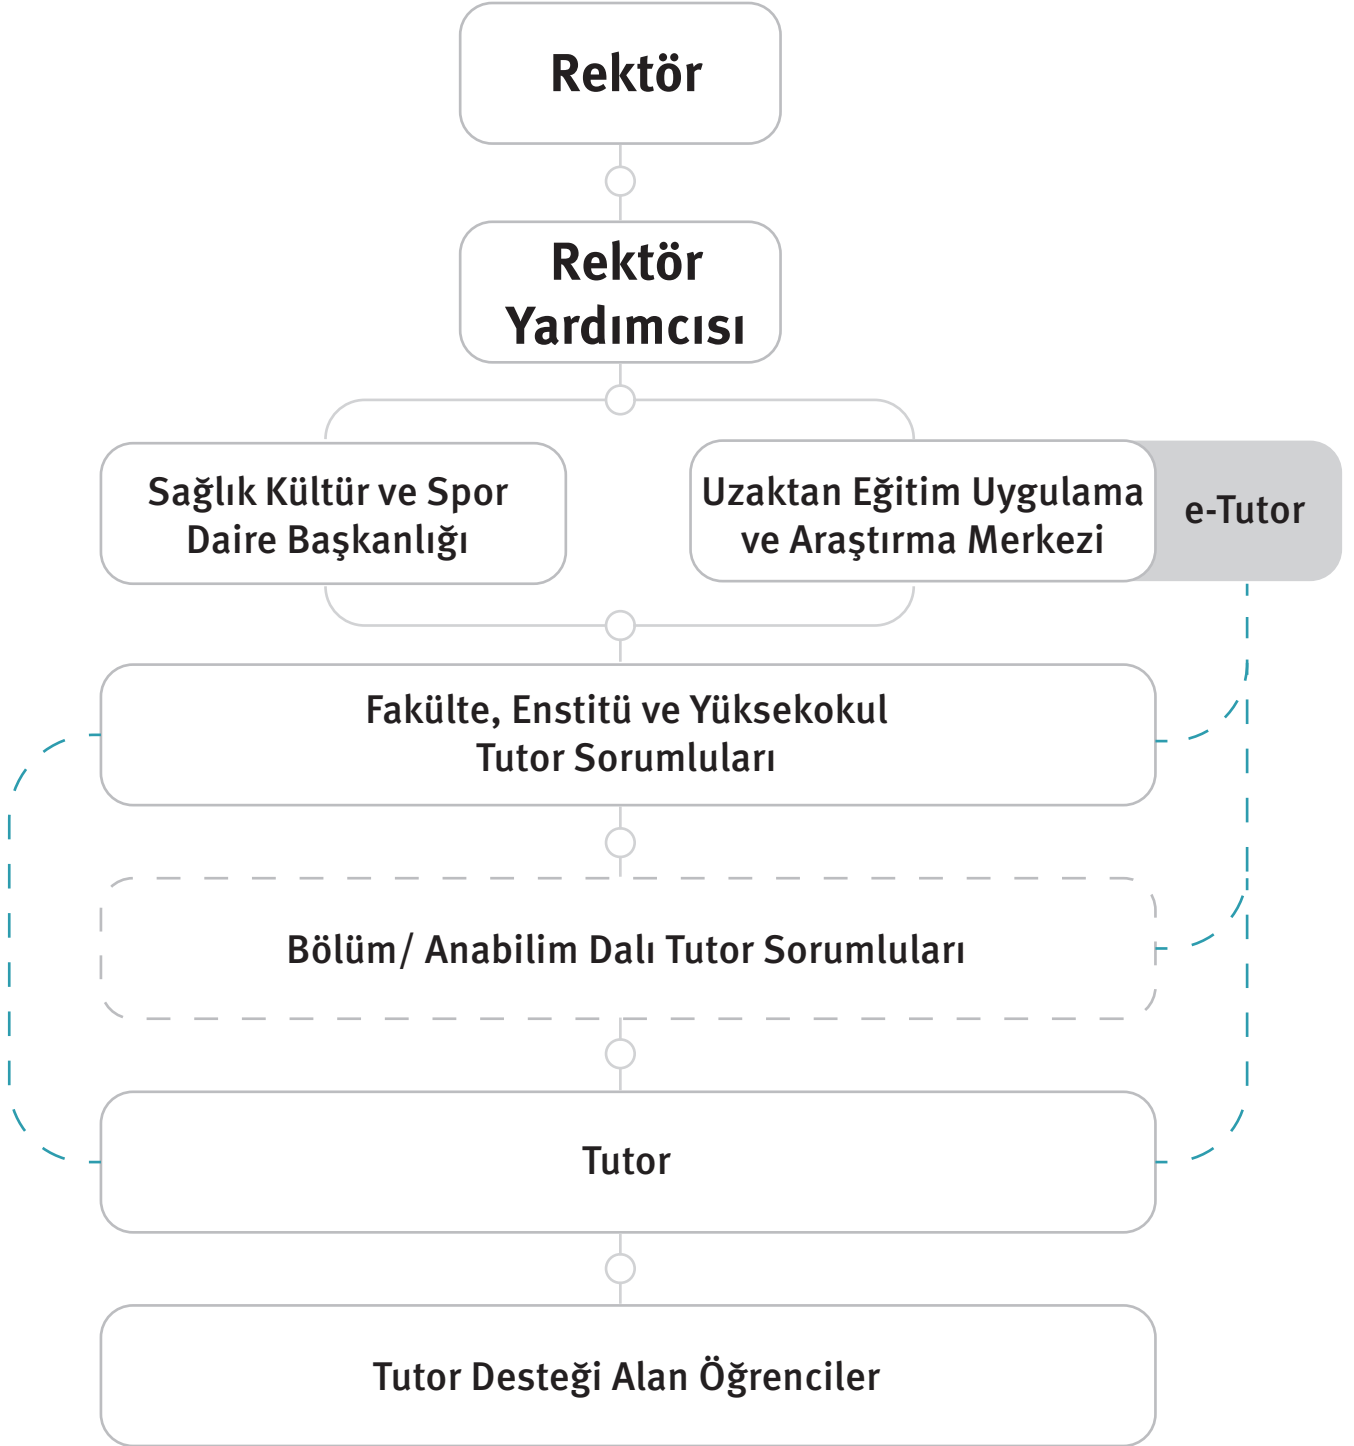 Rektör
Rektör
Yardımcısı
Sağlık Kültür ve Spor
Daire Başkanlığı
Uzaktan Eğitim Uygulama
ve Araştırma Merkezi
e-Tutor
Fakülte, Enstitü ve Yüksekokul
Tutor Sorumluları
Bölüm/ Anabilim Dalı Tutor Sorumluları
Tutor
Tutor Desteği Alan Öğrenciler